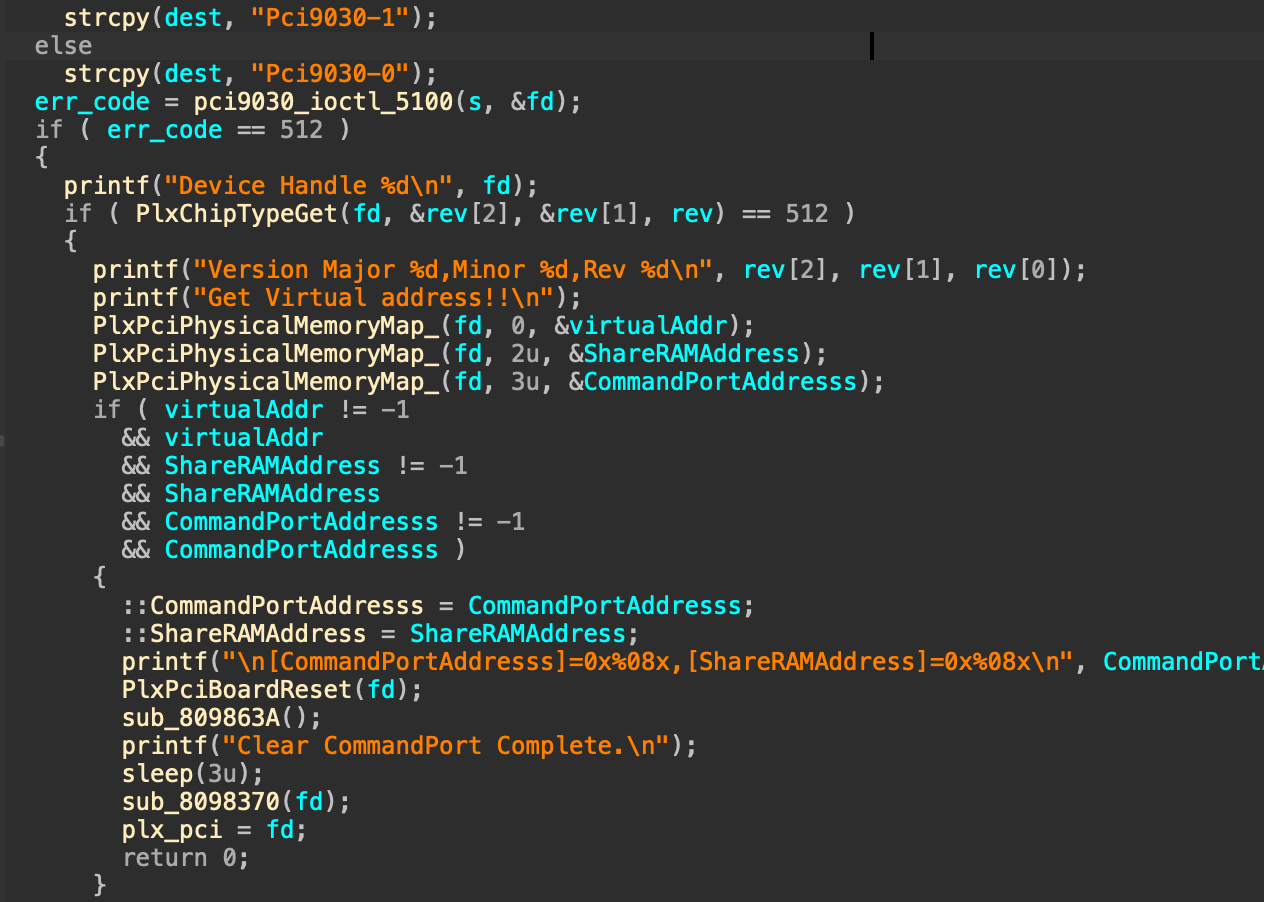 strcpy(dest, "Pci9030-1");
else
strcpy(dest, "Pci9030-0");
err_code = pci9030_ioctl_5100(s, &fd);
if ( err_code == 512 )
{
printf("Device Handle %d\n", fd);
if ( PlxChipTypeGet(fd, &rev[2], &rev[1], rev) == 512 )
{
printf("Version Major %d,Minor %d,Rev %d\n", rev[2], rev[1], rev[0]);
printf("Get Virtual address!!\n");
PlxPciPhysicalMemoryMap_(fd, 0, &virtualAddr);
PlxPciPhysicalMemoryMap_(fd, 2u, &ShareRAMAddress);
PlxPciPhysicalMemoryMap_(fd, 3u, &CommandPortAddresss);
if ( virtualAddr != -1
&& virtualAddr
&& ShareRAMAddress != -1
&& ShareRAMAddress
&& CommandPortAddresss != -1
&& CommandPortAddresss )
{
::CommandPortAddresss = CommandPortAddresss;
::ShareRAMAddress = ShareRAMAddress;
printf("\n[CommandPortAddresss]=0x%08x,[ShareRAMAddress]=0x%08x\n", CommandPort
PlxPciBoardReset(fd);
sub_809863A();
printf("Clear CommandPort Complete.\n");
sleep(3u);
sub_8098370(fd);
plx_pci = fd;
return 0;
}